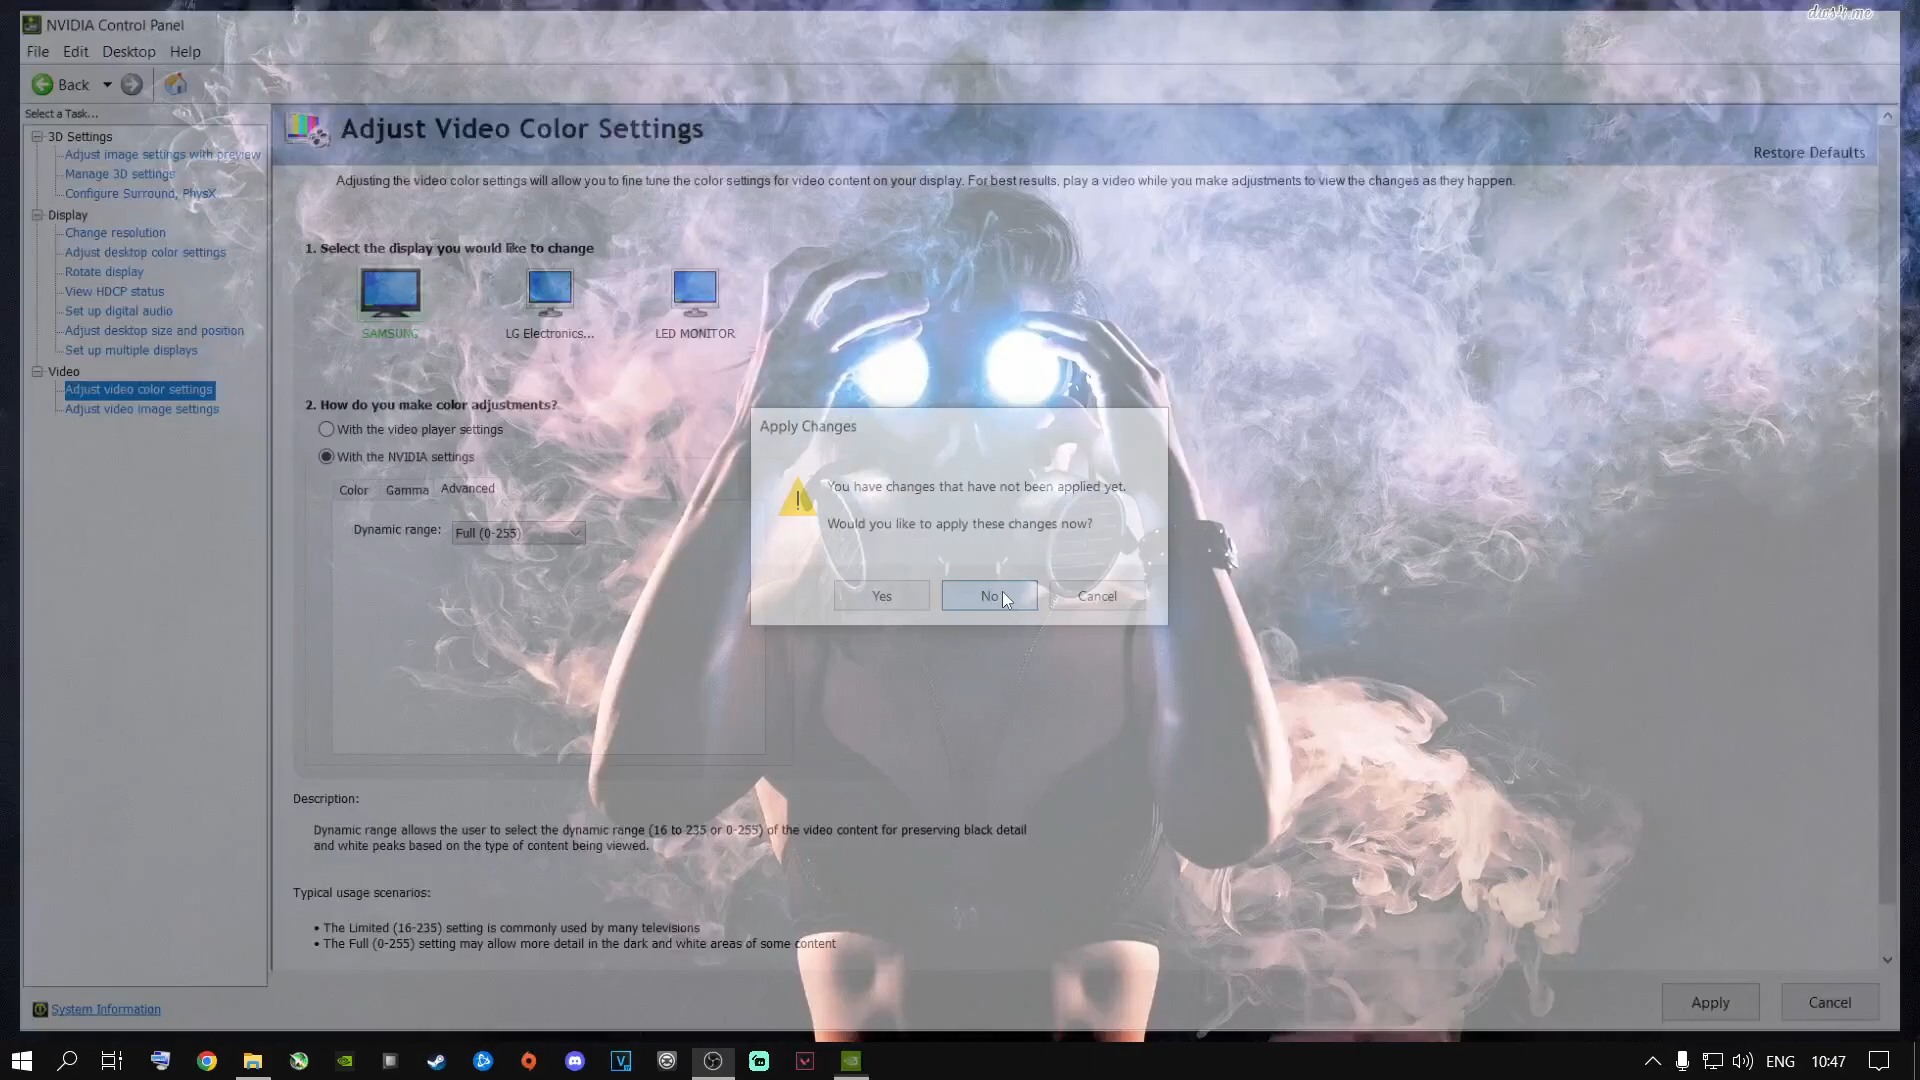 dws4.me
NVIDIA Control Panel
File Edit Desktop Help
Back
Select a Task...
3D Settings
Adjust image settings with preview
Manage 3D settings
Configure Surround, PhysX
Display
Change resolution
Adjust desktop color settings
Rotate display
View HDCP status
Set up digital audio
Adjust desktop size and position
Set up multiple displays
Video
Adjust video color settings
Adjust video image settings
System Information
Adjust Video Color Settings
Restore Defaults
Adjusting the video color settings will allow you to fine tune the color settings for video content on your display. For best results, play a video while you make adjustments to view the changes as they happen.
1. Select the display you would like to change
SAMSUNG LG Electronics... LED MONITOR
2. How do you make color adjustments?
With the video player settings
With the NVIDIA settings
Color Gamma Advanced
Dynamic range: Full (0-255)
Apply Changes
You have changes that have not been applied yet.
Would you like to apply these changes now?
Yes No Cancel
Description:
Dynamic range allows the user to select the dynamic range (16 to 235 or 0-255) of the video content for preserving black detail
and white peaks based on the type of content being viewed.
Typical usage scenarios:
• The Limited (16-235) setting is commonly used by many televisions
• The Full (0-255) setting may allow more detail in the dark and white areas of some content
Apply Cancel
ENG 10:47